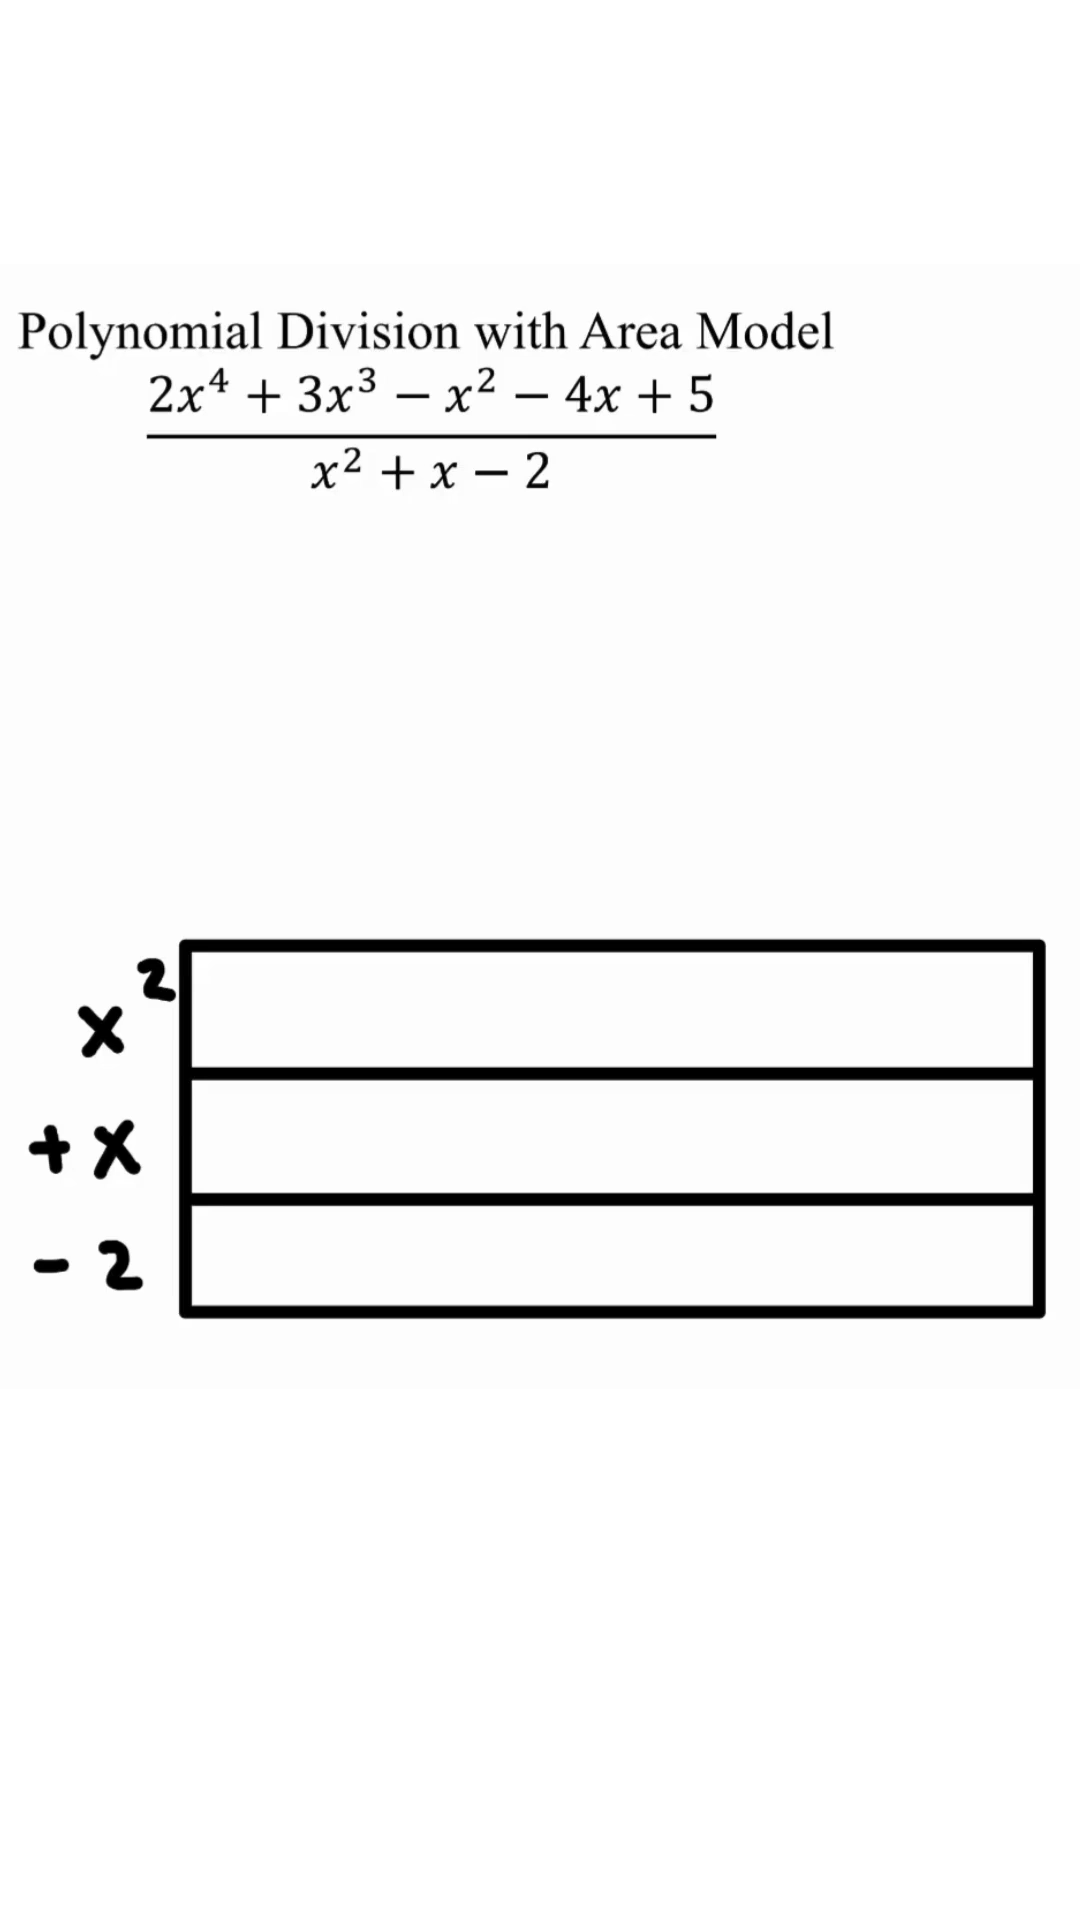 Polynomial Division with Area Model
2x⁴ + 3x³ − x² − 4x + 5
x² + x − 2
x²
+ x
- 2